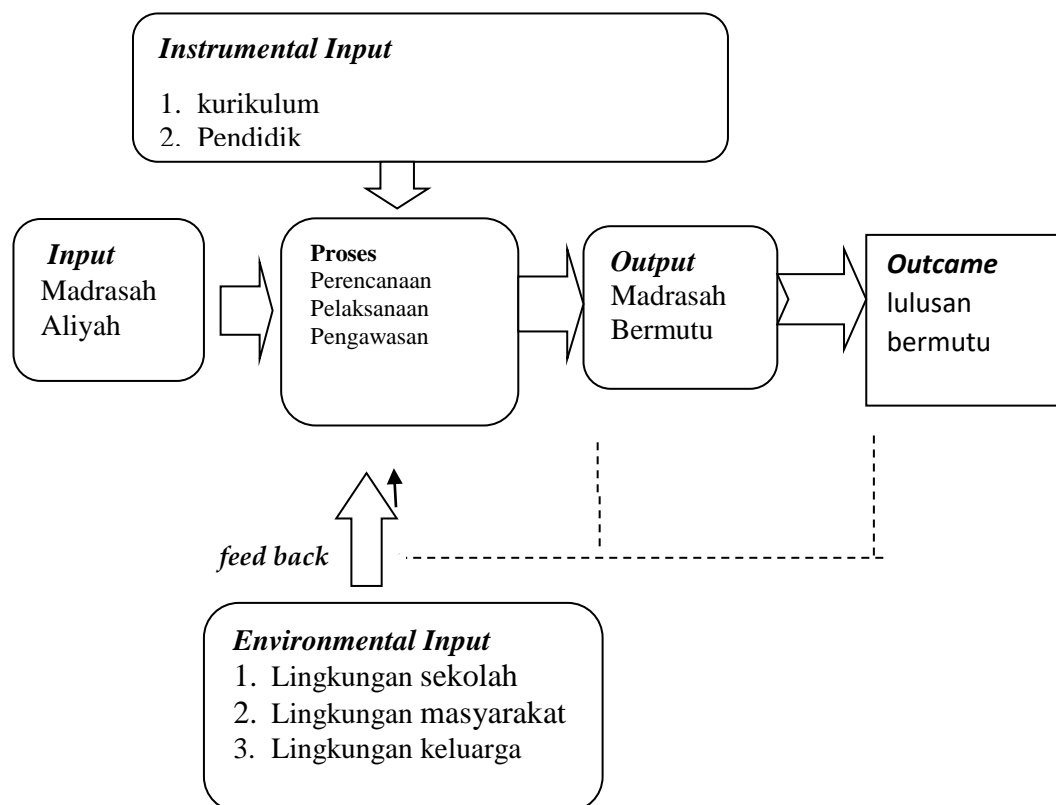 Instrumental Input
1. kurikulum
2. Pendidik
Input
Madrasah
Aliyah
Proses
Perencanaan
Pelaksanaan
Pengawasan
Output
Madrasah
Bermutu
Outcame
lulusan
bermutu
feed back
Environmental Input
1. Lingkungan sekolah
2. Lingkungan masyarakat
3. Lingkungan keluarga